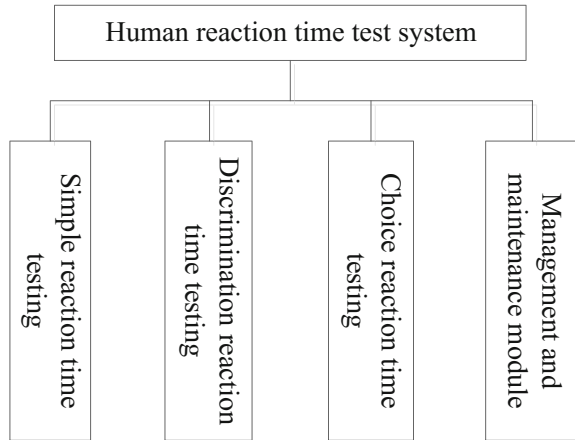 Human reaction time test system
Simple reaction time
testing
Discrimination reaction
time testing
Choice reaction time
testing
Management and
maintenance module